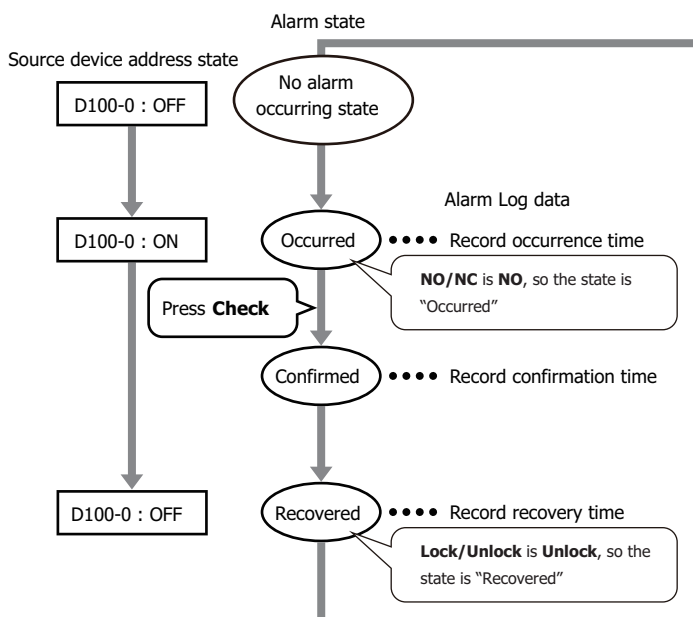 Alarm state
Source device address state
No alarm
occurring state
D100-0 : OFF
Alarm Log data
D100-0 : ON
Occurred
Record occurrence time
NO/NC is NO, so the state is
“Occurred”
Press Check
Confirmed
Record confirmation time
D100-0 : OFF
Recovered
Record recovery time
Lock/Unlock is Unlock, so the
state is “Recovered”